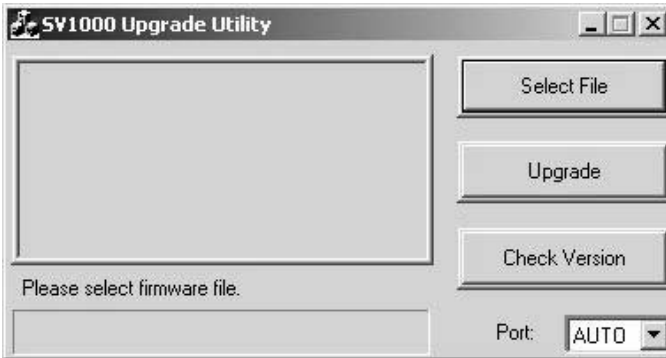 SV1000 Upgrade Utility
Select File
Upgrade
Check Version
Please select firmware file.
Port: AUTO